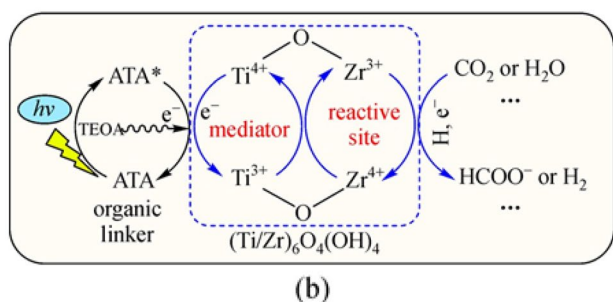 O
ATA* Ti⁴⁺ Zr³⁺ CO₂ or H₂O
hν e⁻ e⁻ ...
TEOA mediator reactive site H, e⁻
ATA Ti³⁺ Zr⁴⁺ HCOO⁻ or H₂
organic linker O ...
(Ti/Zr)₆O₄(OH)₄
(b)